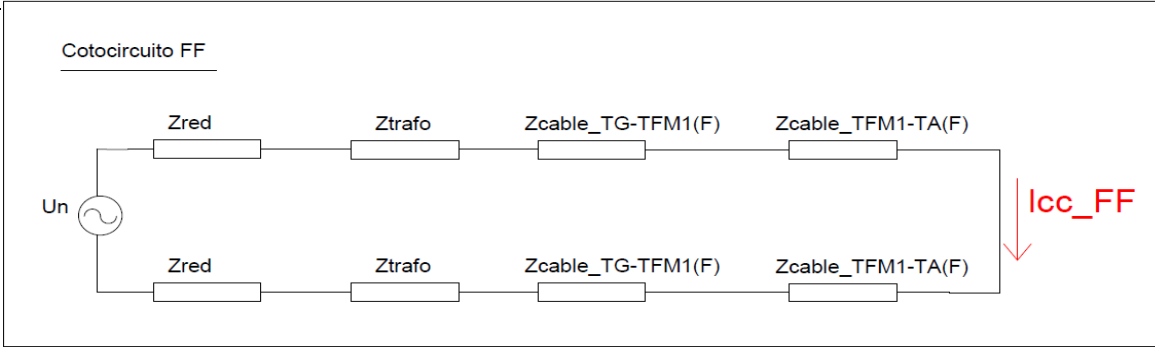 Cotocircuito FF
Zred Ztrafo Zcable_TG-TFM1(F) Zcable_TFM1-TA(F)
Un
Icc_FF
Zred Ztrafo Zcable_TG-TFM1(F) Zcable_TFM1-TA(F)